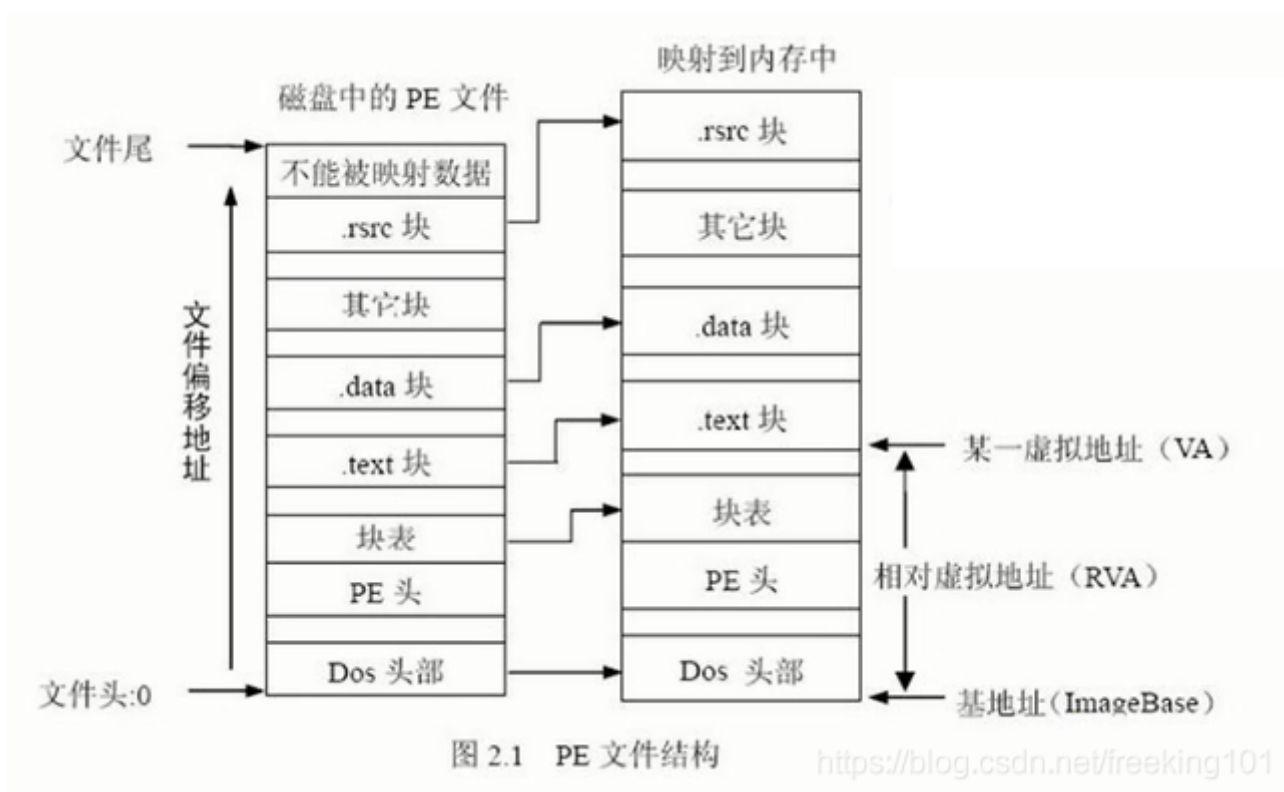 映射到内存中
磁盘中的 PE 文件
文件尾
不能被映射数据
.rsrc 块
其它块
.data 块
.text 块
块表
PE 头
Dos 头部
文件偏移地址
文件头:0
.rsrc 块
其它块
.data 块
.text 块
块表
PE 头
Dos 头部
某一虚拟地址（VA）
相对虚拟地址（RVA）
基地址（ImageBase）
图 2.1 PE 文件结构
https://blog.csdn.net/freeking101